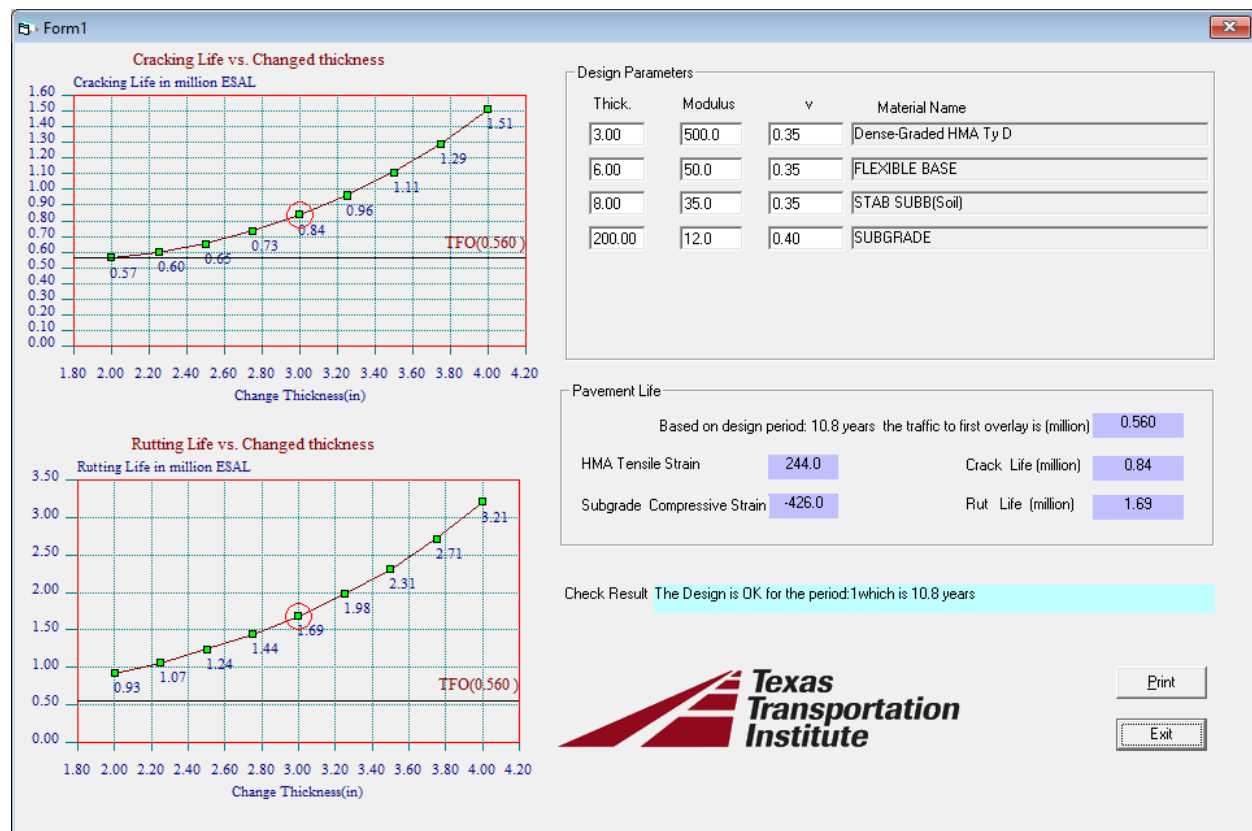 Form1
Cracking Life vs. Changed thickness
Cracking Life in million ESAL
1.60
1.50
1.40
1.30
1.20
1.10
1.00
0.90
0.80
0.70
0.60
0.50
0.40
0.30
0.20
0.10
0.00
0.57
0.60
0.65
0.73
0.84
0.96
1.11
1.29
1.51
TFO(0.560 )
1.80 2.00 2.20 2.40 2.60 2.80 3.00 3.20 3.40 3.60 3.80 4.00 4.20
Change Thickness(in)
Rutting Life vs. Changed thickness
Rutting Life in million ESAL
3.50
3.00
2.50
2.00
1.50
1.00
0.50
0.00
0.93
1.07
1.24
1.44
1.69
1.98
2.31
2.71
3.21
TFO(0.560 )
1.80 2.00 2.20 2.40 2.60 2.80 3.00 3.20 3.40 3.60 3.80 4.00 4.20
Change Thickness(in)
Design Parameters
Thick. Modulus v Material Name
3.00 500.0 0.35 Dense-Graded HMA Ty D
6.00 50.0 0.35 FLEXIBLE BASE
8.00 35.0 0.35 STAB SUBB(Soil)
200.00 12.0 0.40 SUBGRADE
Pavement Life
Based on design period: 10.8 years the traffic to first overlay is (million) 0.560
HMA Tensile Strain 244.0 Crack Life (million) 0.84
Subgrade Compressive Strain -426.0 Rut Life (million) 1.69
Check Result The Design is OK for the period:1which is 10.8 years
Texas
Transportation
Institute
Print
Exit